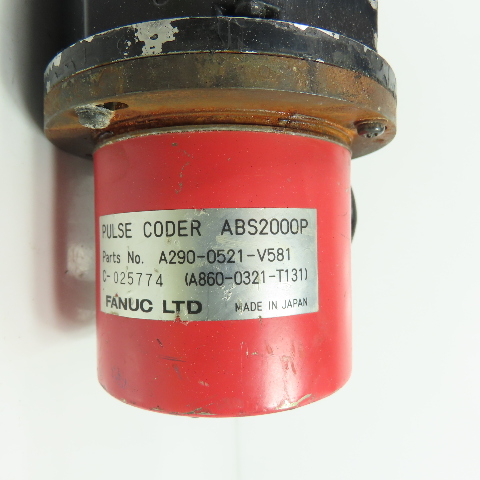 PULSE CODER ABS2000P
Parts No. A290-0521-V581
C-025774 (A860-0321-T131)
FANUC LTD MADE IN JAPAN